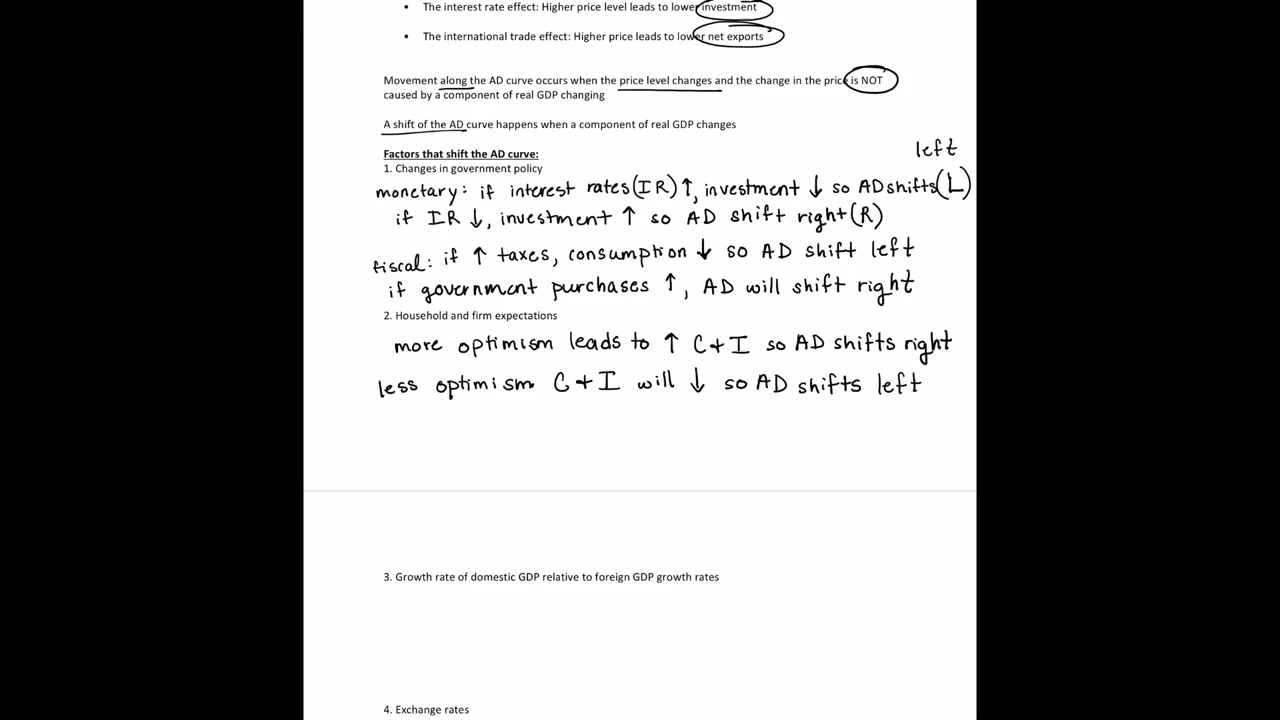 • The interest rate effect: Higher price level leads to lower investment
• The international trade effect: Higher price leads to lower net exports
Movement along the AD curve occurs when the price level changes and the change in the price is NOT
caused by a component of real GDP changing
A shift of the AD curve happens when a component of real GDP changes
Factors that shift the AD curve:
left
1. Changes in government policy
monetary: if interest rates (IR) ↑, investment ↓ so AD shifts (L)
if IR ↓, investment ↑ so AD shift right (R)
fiscal: if ↑ taxes, consumption ↓ so AD shift left
if government purchases ↑, AD will shift right
2. Household and firm expectations
more optimism leads to ↑ C + I so AD shifts right
less optimism C + I will ↓ so AD shifts left
3. Growth rate of domestic GDP relative to foreign GDP growth rates
4. Exchange rates